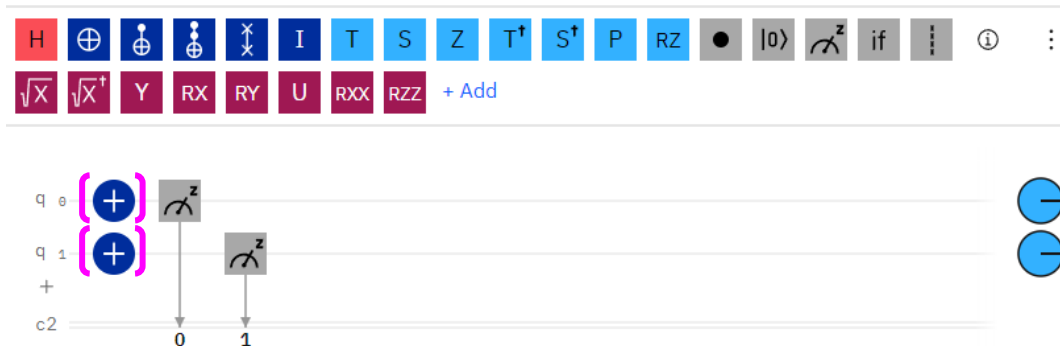 H I T S Z T† S† P RZ |0⟩ z if
√X √X† Y RX RY U RXX RZZ + Add
q 0 z
q 1 z
+
c2
0 1